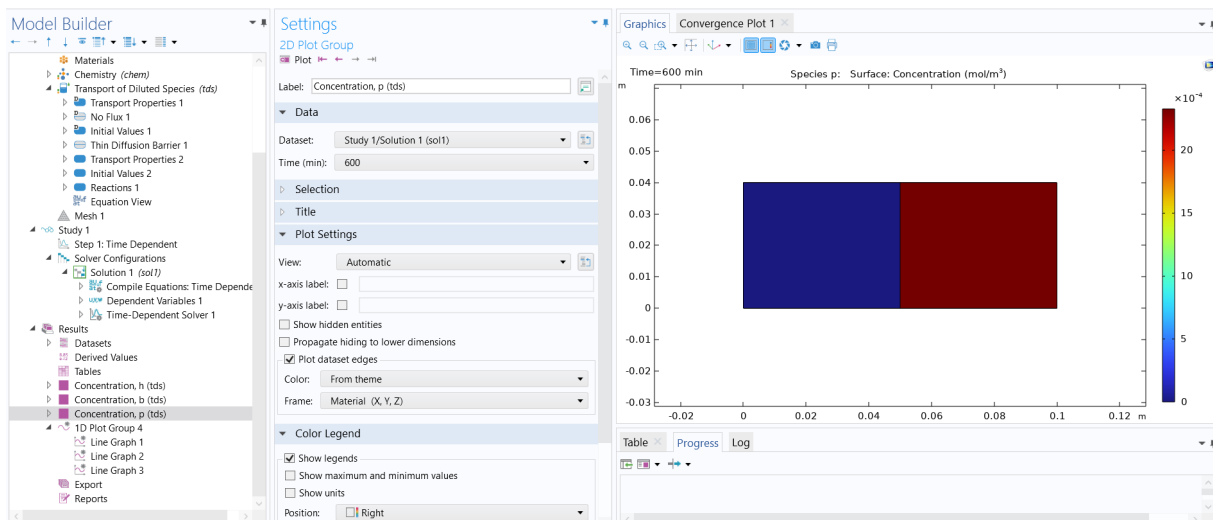 Model Builder
Materials
Chemistry (chem)
Transport of Diluted Species (tds)
Transport Properties 1
No Flux 1
Initial Values 1
Thin Diffusion Barrier 1
Transport Properties 2
Initial Values 2
Reactions 1
Equation View
Mesh 1
Study 1
Step 1: Time Dependent
Solver Configurations
Solution 1 (sol1)
Compile Equations: Time Depende
Dependent Variables 1
Time-Dependent Solver 1
Results
Datasets
Derived Values
Tables
Concentration, h (tds)
Concentration, b (tds)
Concentration, p (tds)
1D Plot Group 4
Line Graph 1
Line Graph 2
Line Graph 3
Export
Reports
Settings
2D Plot Group
Plot
Label: Concentration, p (tds)
Data
Dataset: Study 1/Solution 1 (sol1)
Time (min): 600
Selection
Title
Plot Settings
View: Automatic
x-axis label:
y-axis label:
Show hidden entities
Propagate hiding to lower dimensions
Plot dataset edges
Color: From theme
Frame: Material (X, Y, Z)
Color Legend
Show legends
Show maximum and minimum values
Show units
Position: Right
Graphics Convergence Plot 1
Time=600 min Species p: Surface: Concentration (mol/m³)
m
×10⁻⁴
0.06
0.05
0.04
0.03
0.02
0.01
0
-0.01
-0.02
-0.03
-0.02 0 0.02 0.04 0.06 0.08 0.1 0.12 m
20
15
10
5
0
Table Progress Log